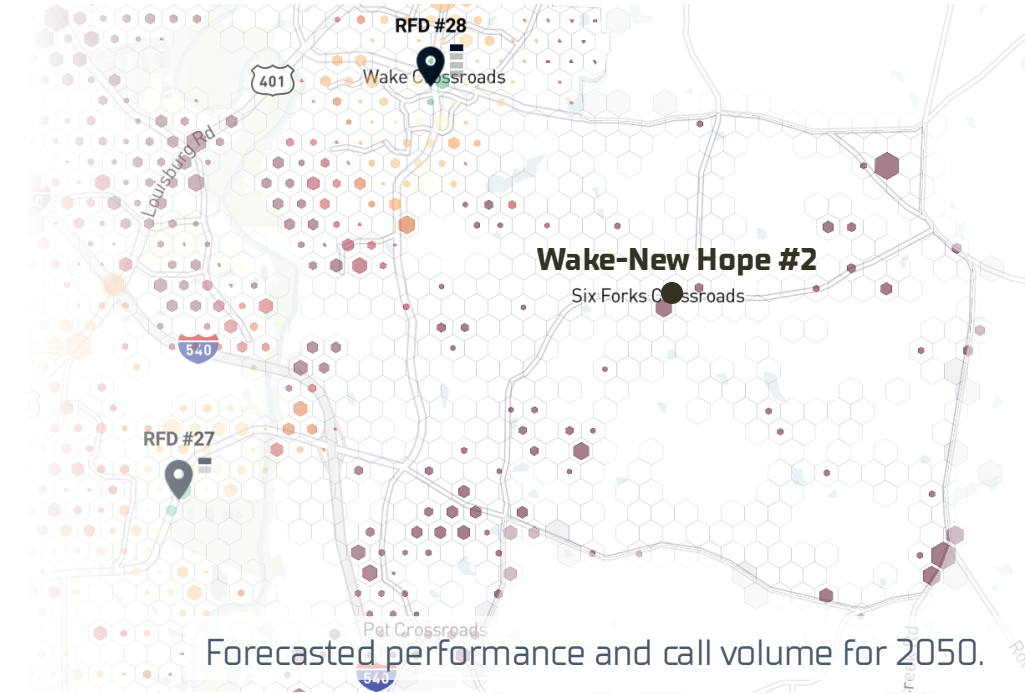 RFD #28
Wake Crossroads
401
Louisburg Rd
Wake-New Hope #2
Six Forks Crossroads
540
RFD #27
Pet Crossroads
Forecasted performance and call volume for 2050.
540